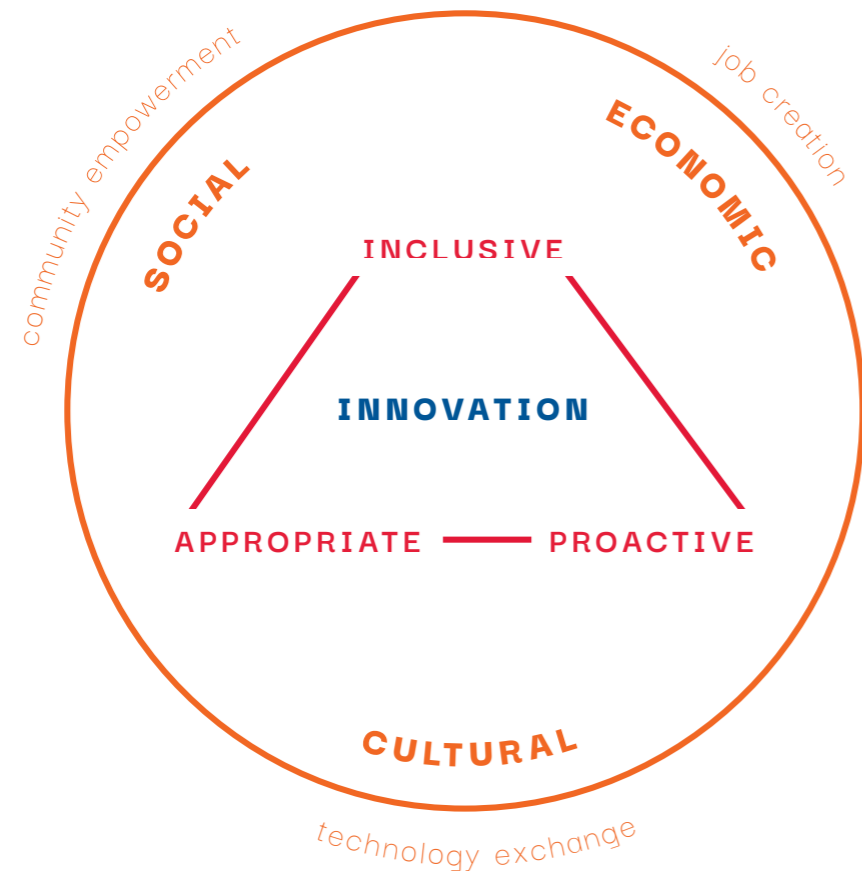 community empowerment
job creation
SOCIAL
ECONOMIC
INCLUSIVE
INNOVATION
APPROPRIATE
PROACTIVE
CULTURAL
technology exchange